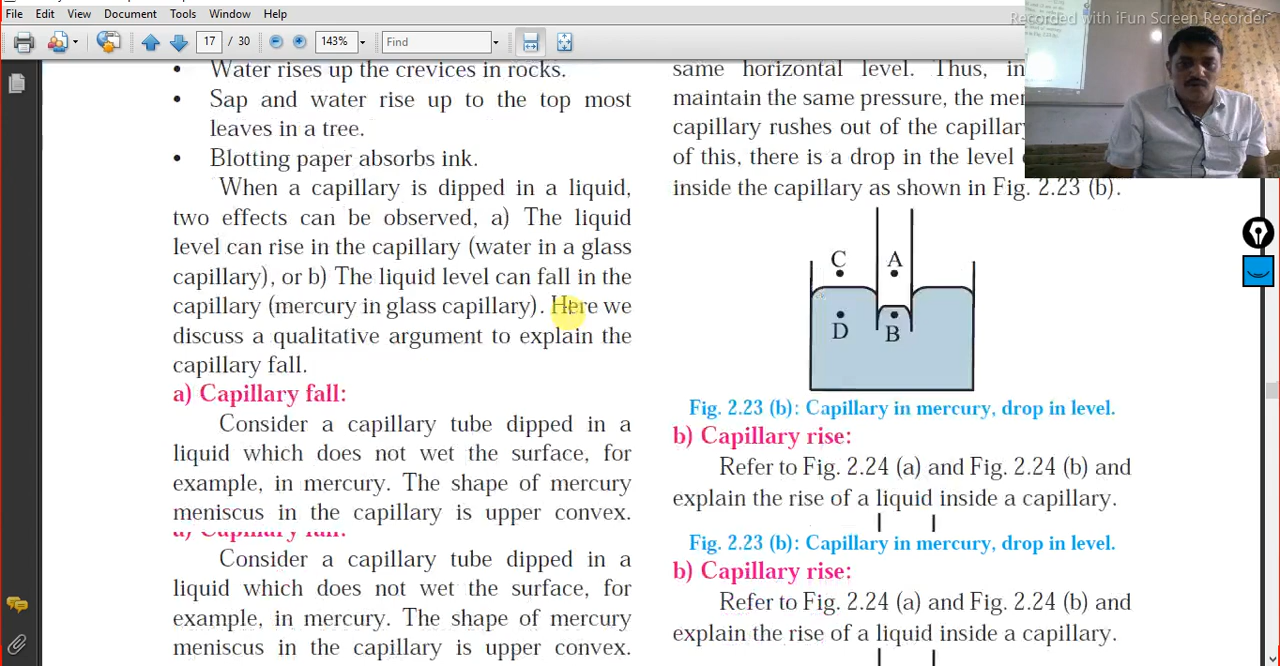 File Edit View Document Tools Window Help
Recorded with iFun Screen Recorder
17 / 30 143% Find
• Water rises up the crevices in rocks.
• Sap and water rise up to the top most
leaves in a tree.
• Blotting paper absorbs ink.
When a capillary is dipped in a liquid,
two effects can be observed, a) The liquid
level can rise in the capillary (water in a glass
capillary), or b) The liquid level can fall in the
capillary (mercury in glass capillary). Here we
discuss a qualitative argument to explain the
capillary fall.
a) Capillary fall:
Consider a capillary tube dipped in a
liquid which does not wet the surface, for
example, in mercury. The shape of mercury
meniscus in the capillary is upper convex.
a) Capillary fall:
Consider a capillary tube dipped in a
liquid which does not wet the surface, for
example, in mercury. The shape of mercury
meniscus in the capillary is upper convex.
same horizontal level. Thus, in
maintain the same pressure, the
capillary rushes out of the
of this, there is a drop in the level
inside the capillary as shown in Fig. 2.23 (b).
C A
D B
Fig. 2.23 (b): Capillary in mercury, drop in level.
b) Capillary rise:
Refer to Fig. 2.24 (a) and Fig. 2.24 (b) and
explain the rise of a liquid inside a capillary.
Fig. 2.23 (b): Capillary in mercury, drop in level.
b) Capillary rise:
Refer to Fig. 2.24 (a) and Fig. 2.24 (b) and
explain the rise of a liquid inside a capillary.